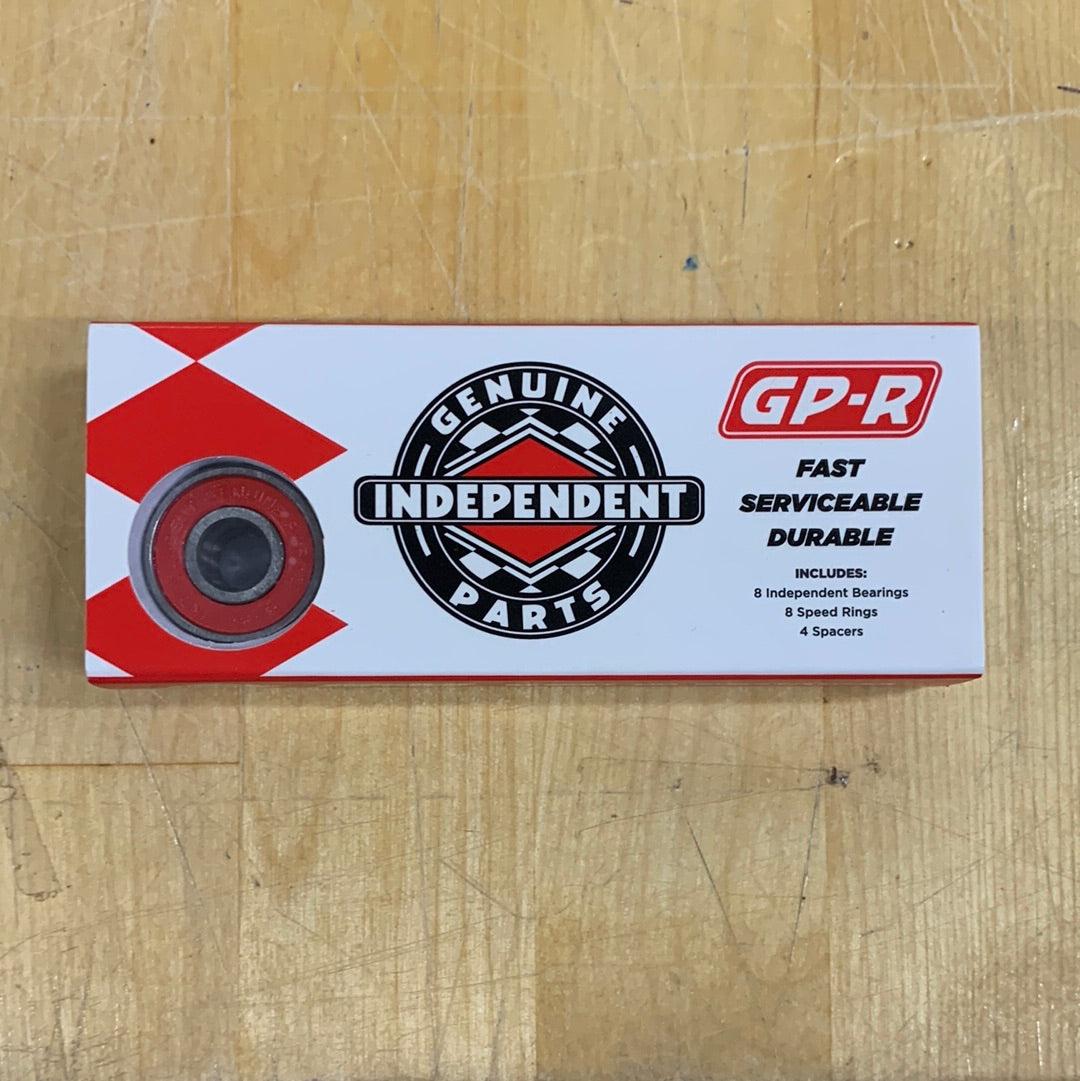 GENUINE
INDEPENDENT
PARTS
GP-R
FAST
SERVICEABLE
DURABLE
INCLUDES:
8 Independent Bearings
8 Speed Rings
4 Spacers